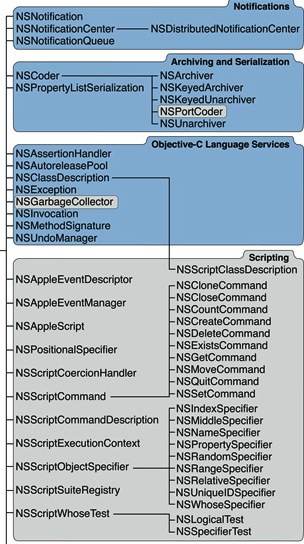 Notifications
NSNotification
NSNotificationCenter NSDistributedNotificationCenter
NSNotificationQueue
Archiving and Serialization
NSCoder NSArchiver
NSPropertyListSerialization NSKeyedArchiver
NSKeyedUnarchiver
NSPortCoder
NSUnarchiver
Objective-C Language Services
NSAssertionHandler
NSAutoreleasePool
NSClassDescription
NSException
NSGarbageCollector
NSInvocation
NSMethodSignature
NSUndoManager
Scripting
NSScriptClassDescription
NSAppleEventDescriptor
NSCloneCommand
NSCloseCommand
NSAppleEventManager
NSCountCommand
NSCreateCommand
NSAppleScript
NSDeleteCommand
NSExistsCommand
NSPositionalSpecifier
NSGetCommand
NSScriptCoercionHandler
NSMoveCommand
NSQuitCommand
NSScriptCommand NSSetCommand
NSIndexSpecifier
NSScriptCommandDescription NSMiddleSpecifier
NSNameSpecifier
NSScriptExecutionContext NSPropertySpecifier
NSRandomSpecifier
NSScriptObjectSpecifier NSRangeSpecifier
NSRelativeSpecifier
NSScriptSuiteRegistry NSUniqueIDSpecifier
NSWhoseSpecifier
NSScriptWhoseTest NSLogicalTest
NSSpecifierTest